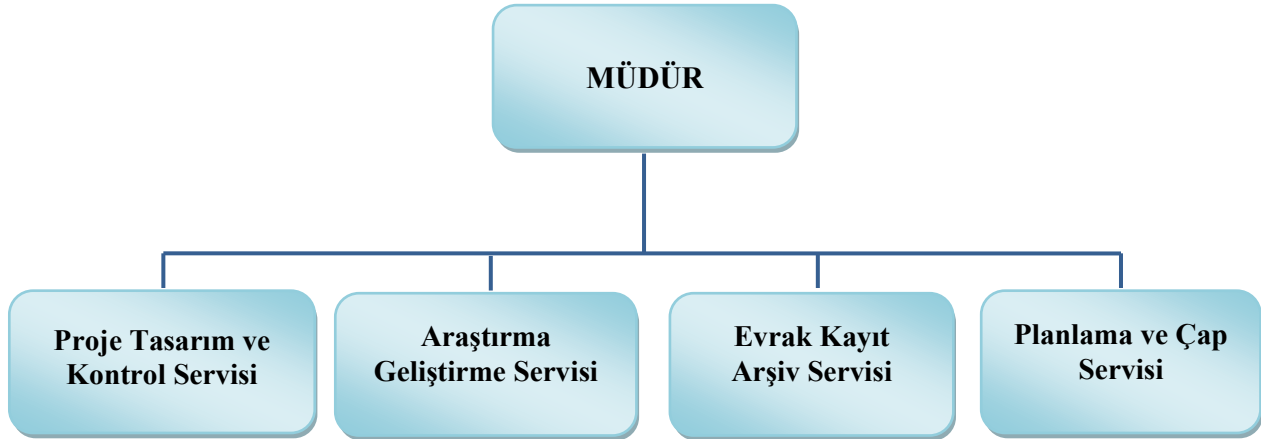 MÜDÜR
Proje Tasarım ve
Kontrol Servisi
Araştırma
Geliştirme Servisi
Evrak Kayıt
Arşiv Servisi
Planlama ve Çap
Servisi